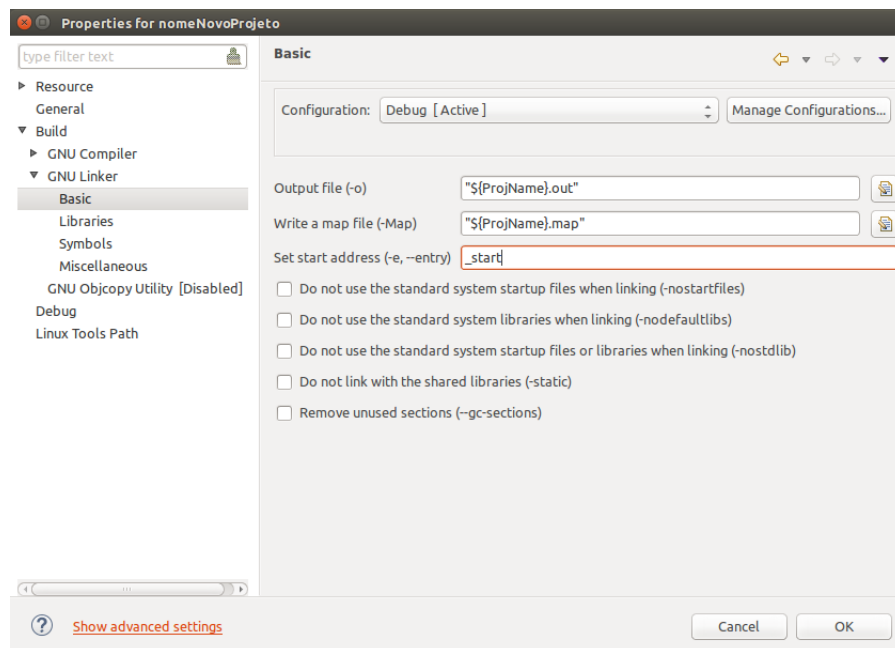 Properties for nomeNovoProjeto
type filter text
Resource
General
Build
GNU Compiler
GNU Linker
Basic
Libraries
Symbols
Miscellaneous
GNU Objcopy Utility [Disabled]
Debug
Linux Tools Path
Basic
Configuration: Debug [ Active ] Manage Configurations...
Output file (-o) "${ProjName}.out"
Write a map file (-Map) "${ProjName}.map"
Set start address (-e, --entry) _start
Do not use the standard system startup files when linking (-nostartfiles)
Do not use the standard system libraries when linking (-nodefaultlibs)
Do not use the standard system startup files or libraries when linking (-nostdlib)
Do not link with the shared libraries (-static)
Remove unused sections (--gc-sections)
? Show advanced settings Cancel OK